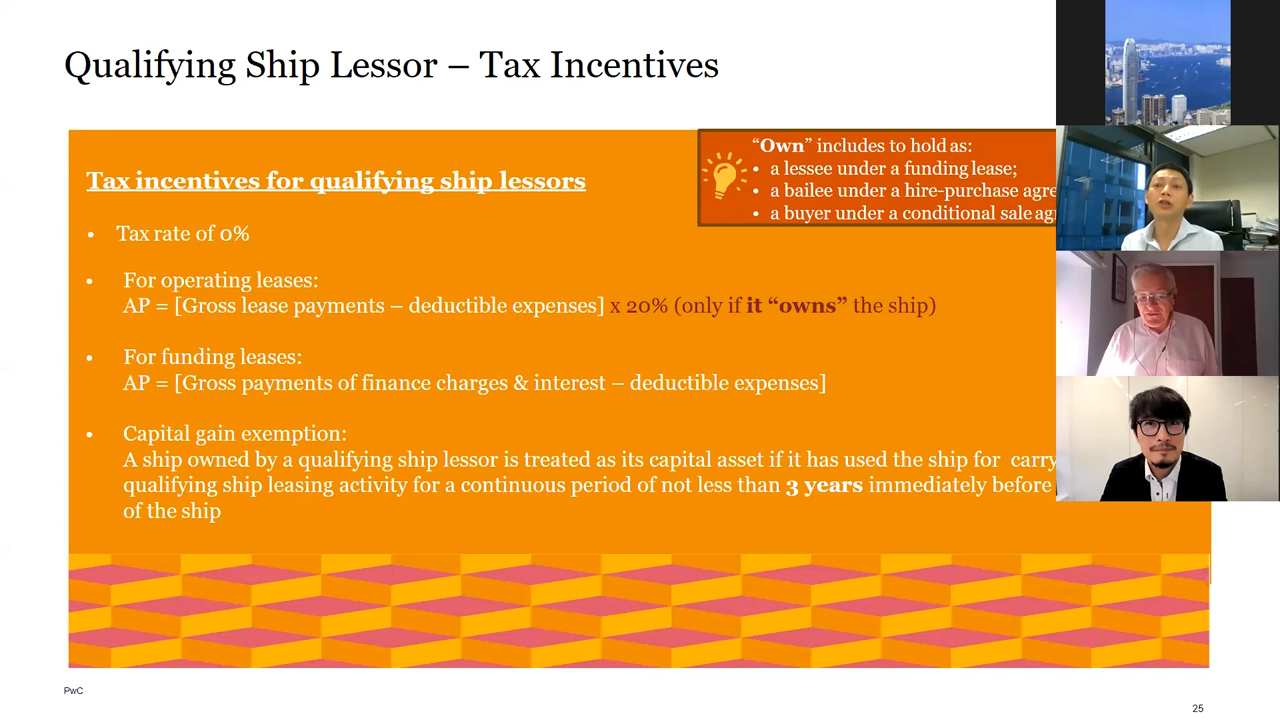 Qualifying Ship Lessor – Tax Incentives
“Own” includes to hold as:
• a lessee under a funding lease;
• a bailee under a hire-purchase agre
• a buyer under a conditional sale ag
Tax incentives for qualifying ship lessors
• Tax rate of 0%
• For operating leases:
AP = [Gross lease payments – deductible expenses] x 20% (only if it “owns” the ship)
• For funding leases:
AP = [Gross payments of finance charges & interest – deductible expenses]
• Capital gain exemption:
A ship owned by a qualifying ship lessor is treated as its capital asset if it has used the ship for carry
qualifying ship leasing activity for a continuous period of not less than 3 years immediately before
of the ship
PwC
25